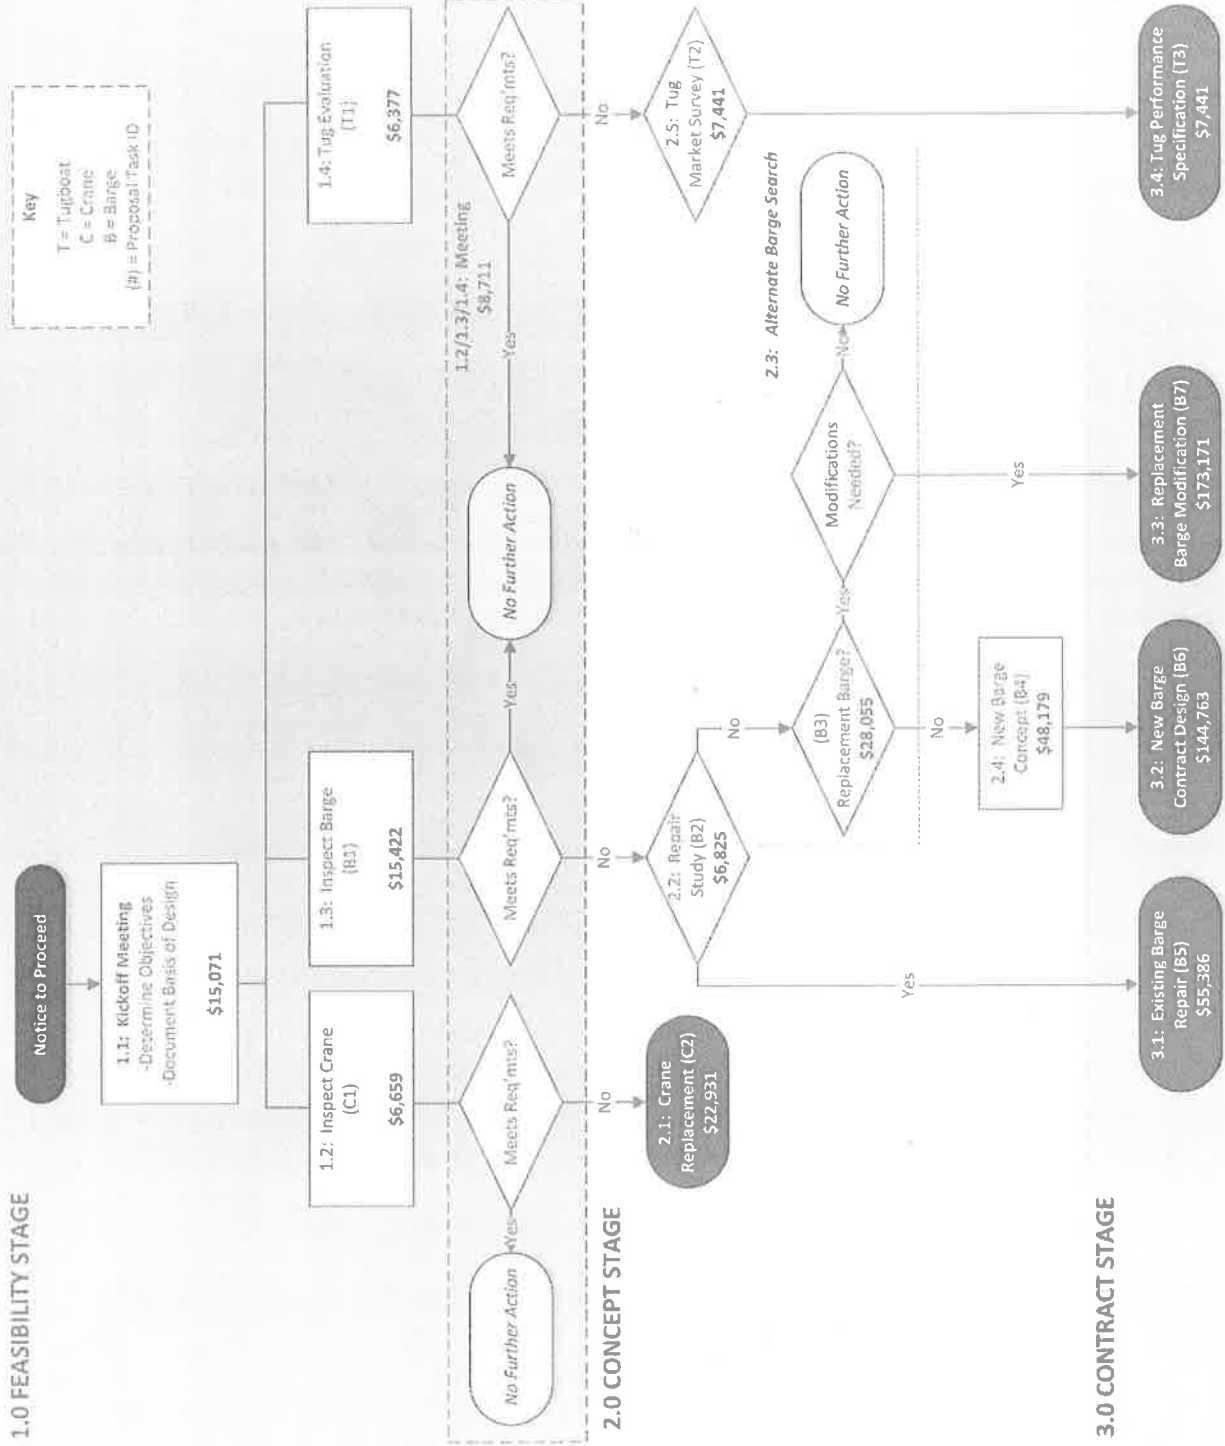 1.0 FEASIBILITY STAGE
Notice to Proceed
Key
T = Tugboat
C = Crane
B = Barge
(#) = Proposal Task ID
1.1: Kickoff Meeting
-Determine Objectives
-Document Basis of Design
$15,071
1.2: Inspect Crane
(C1)
$6,659
1.3: Inspect Barge
(B1)
$15,422
1.4: Tug Evaluation
(T1)
$6,377
1.2/1.3/1.4: Meeting
$8,711
No Further Action
Yes
Meets Req'mts?
Meets Req'mts?
Yes
No Further Action
Yes
Meets Req'mts?
No
No
No
2.0 CONCEPT STAGE
2.1: Crane
Replacement (C2)
$22,931
2.2: Repair
Study (B2)
$6,825
2.5: Tug
Market Survey (T2)
$7,441
No
2.3: Alternate Barge Search
(B3)
Replacement Barge?
$28,055
Yes
Modifications
Needed?
No
No Further Action
Yes
No
Yes
2.4: New Barge
Concept (B4)
$48,179
3.0 CONTRACT STAGE
3.1: Existing Barge
Repair (B5)
$55,386
3.2: New Barge
Contract Design (B6)
$144,763
3.3: Replacement
Barge Modification (B7)
$173,171
3.4: Tug Performance
Specification (T3)
$7,441